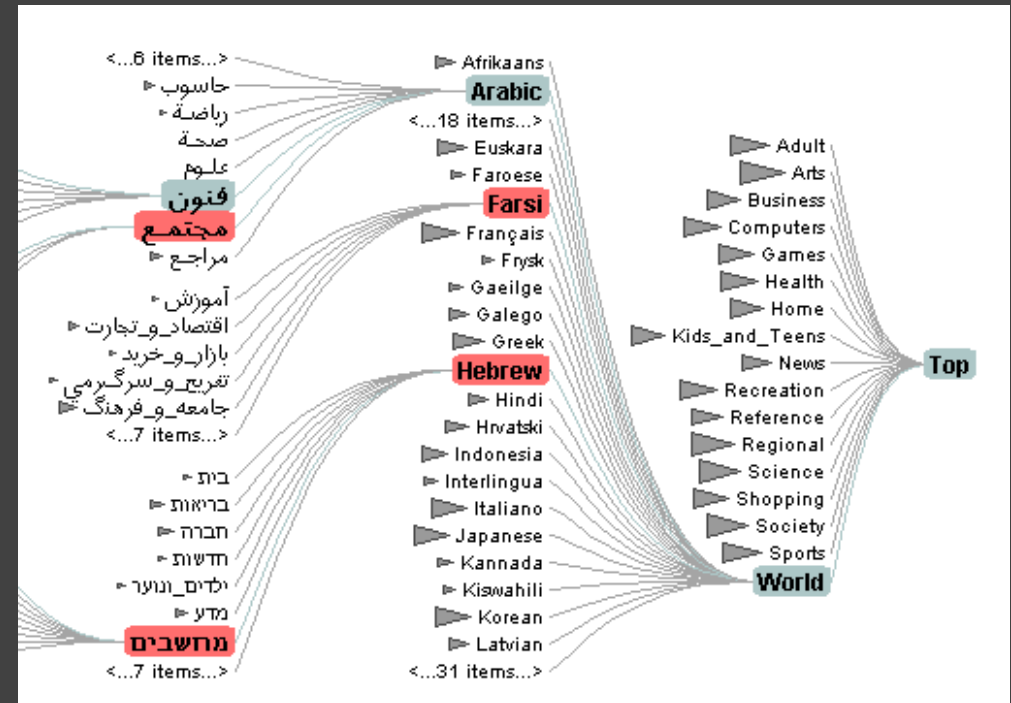 <...6 items...>
حاسوب
رياضة
صحة
علوم
فنون
مجتمع
مراجع
آموزش
اقتصاد_و_تجارت
بازار_و_خريد
تفريح_و_سرگرمي
جامعه_و_فرهنگ
<...7 items...>
בית
בריאות
חברה
חדשות
ילדים_ונוער
מדע
מחשבים
<...7 items...>
Afrikaans
Arabic
<...18 items...>
Euskara
Faroese
Farsi
Français
Frysk
Gaeilge
Galego
Greek
Hebrew
Hindi
Hrvatski
Indonesia
Interlingua
Italiano
Japanese
Kannada
Kiswahili
Korean
Latvian
<...31 items...>
Adult
Arts
Business
Computers
Games
Health
Home
Kids_and_Teens
News
Recreation
Reference
Regional
Science
Shopping
Society
Sports
World
Top